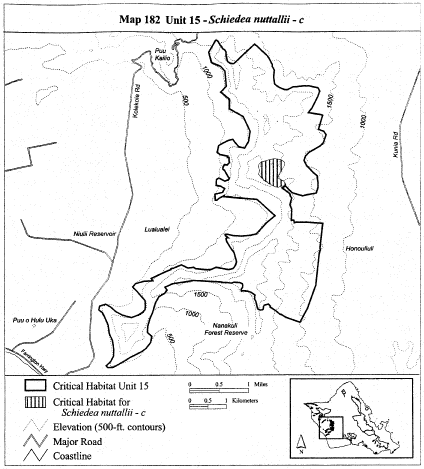 Map 182 Unit 15 - Schiedea nuttallii - c
Puu
Kailio
Kolekole Rd
500
1000
1500
1000
Kunia Rd
Lualualei
Niulii Reservoir
Honouliuli
Puu o Hulu Uka
Farrington Hwy
1500
1000
500
Nanakuli
Forest Reserve
Critical Habitat Unit 15
Critical Habitat for
Schiedea nuttallii - c
Elevation (500-ft. contours)
Major Road
Coastline
0 0.5 1 Miles
0 0.5 1 Kilometers
N